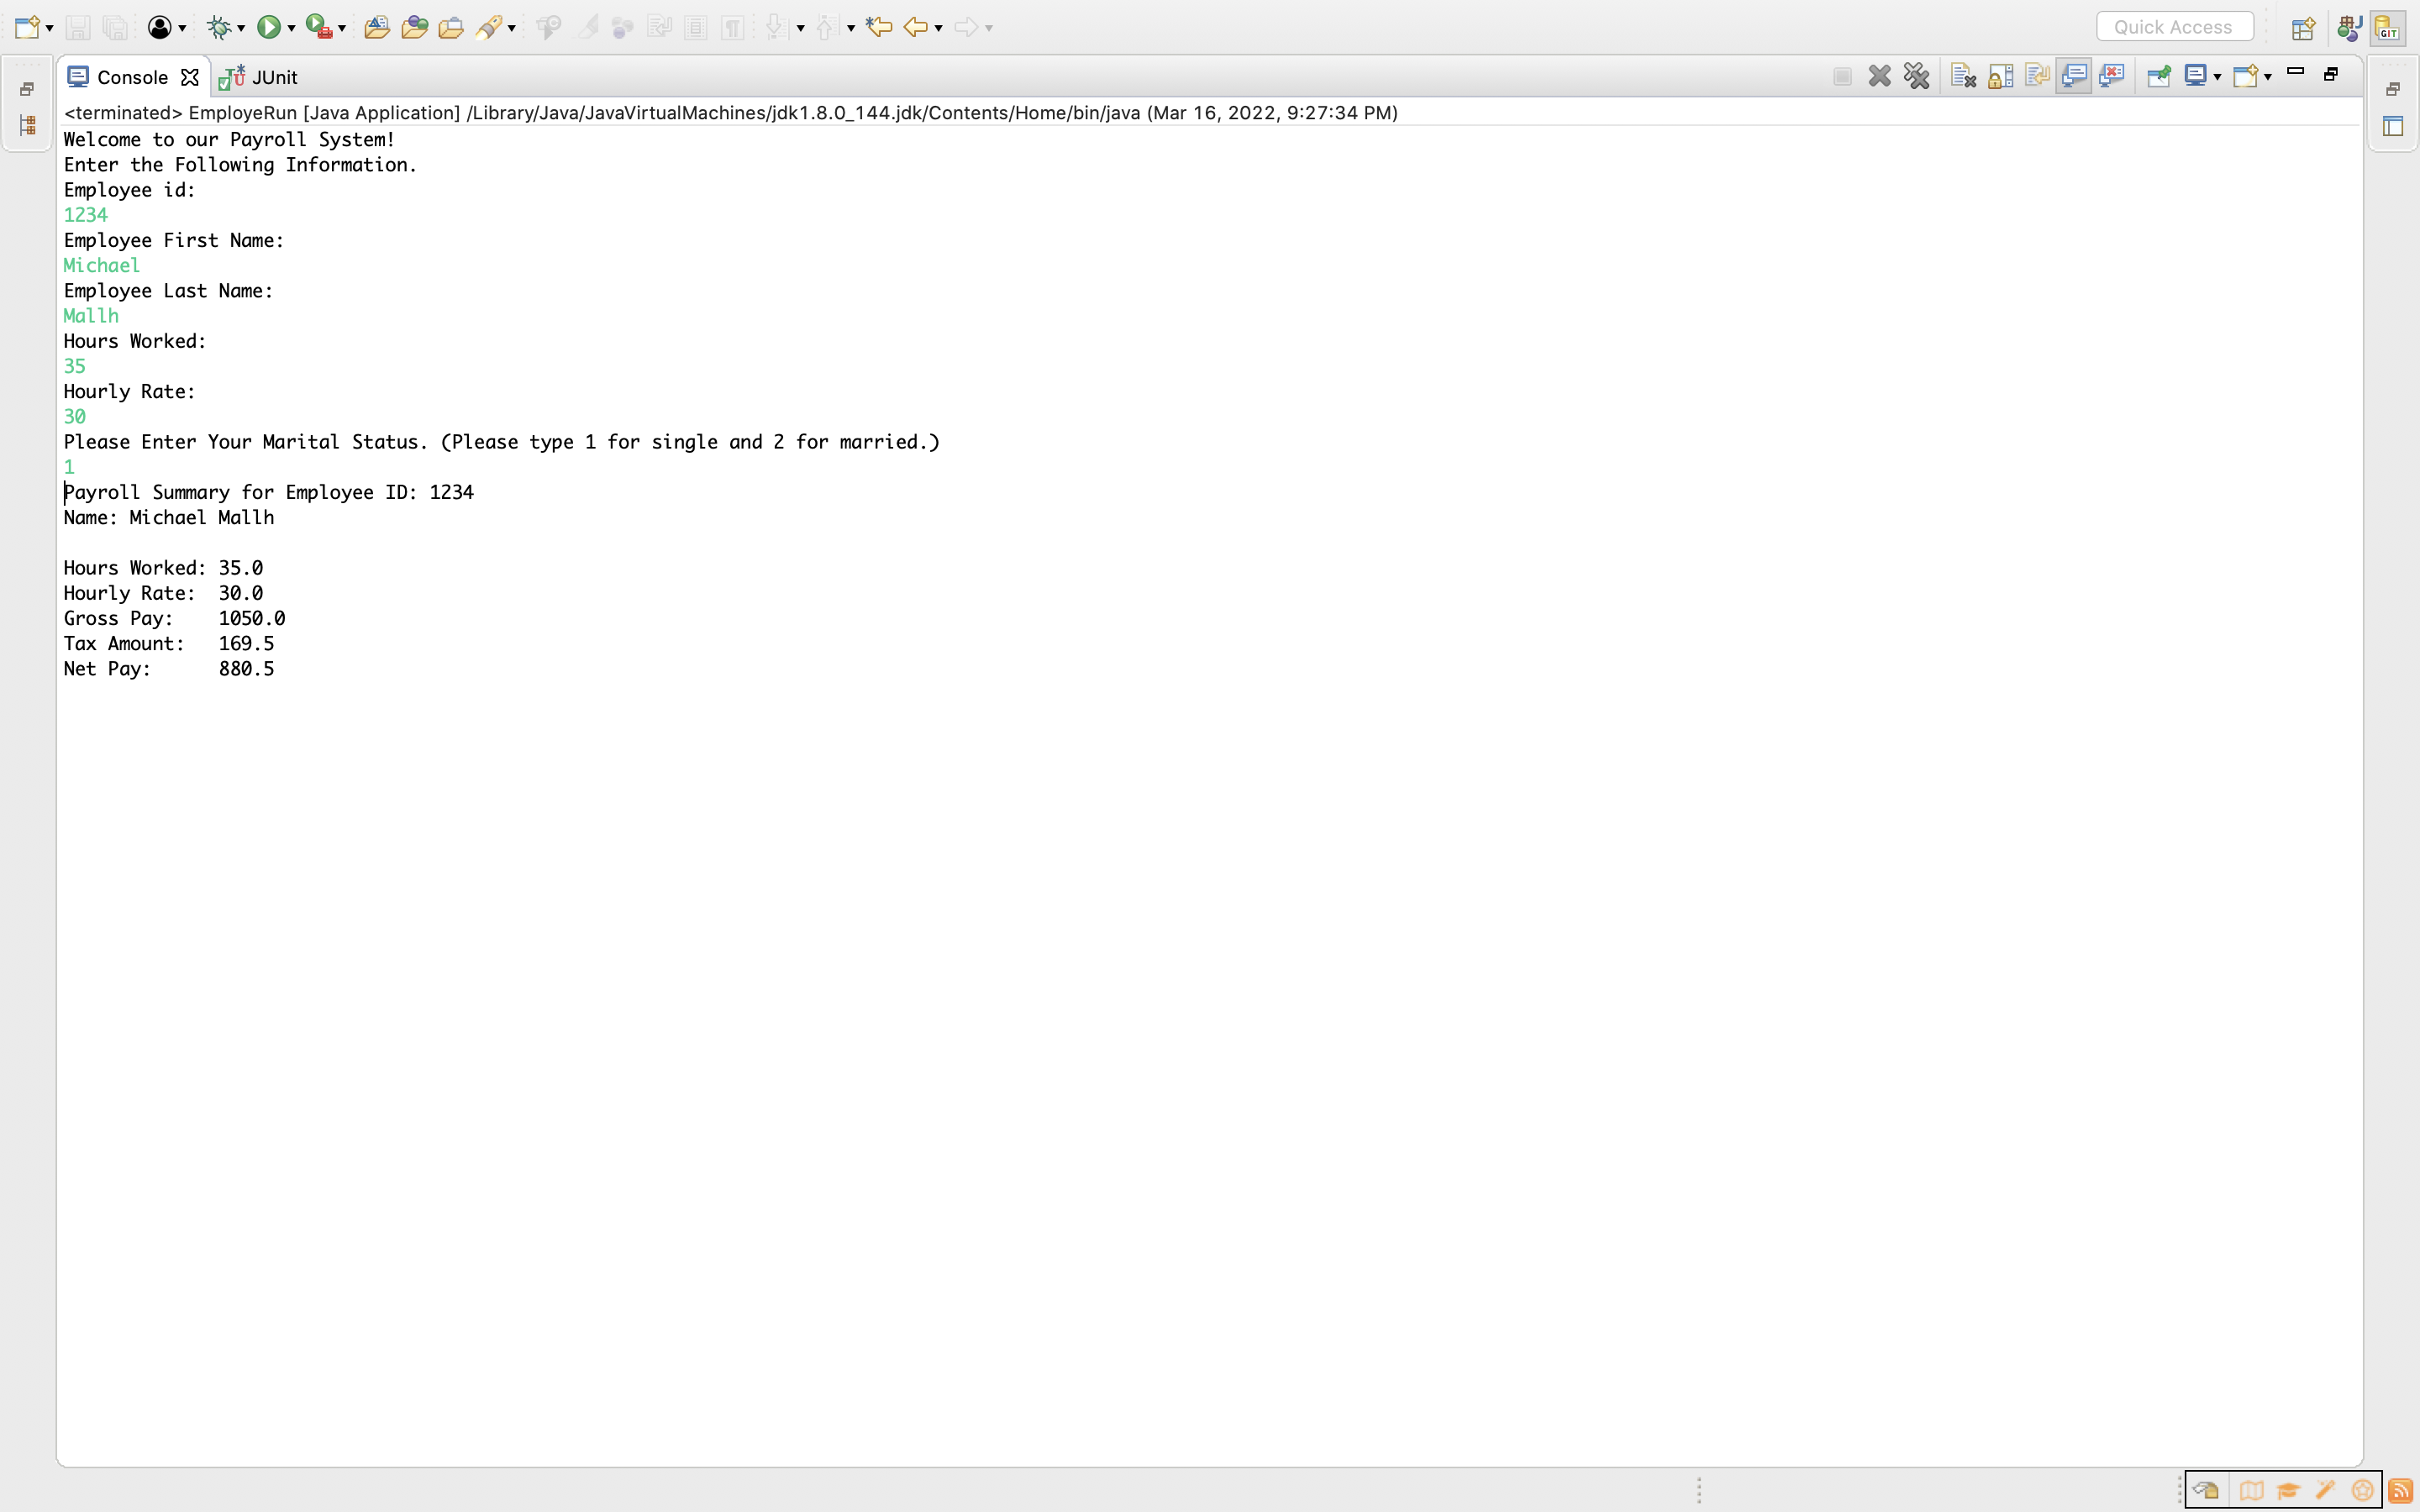 Quick Access
Console JUnit
<terminated> EmployeRun [Java Application] /Library/Java/JavaVirtualMachines/jdk1.8.0_144.jdk/Contents/Home/bin/java (Mar 16, 2022, 9:27:34 PM)
Welcome to our Payroll System!
Enter the Following Information.
Employee id:
1234
Employee First Name:
Michael
Employee Last Name:
Mallh
Hours Worked:
35
Hourly Rate:
30
Please Enter Your Marital Status. (Please type 1 for single and 2 for married.)
1
Payroll Summary for Employee ID: 1234
Name: Michael Mallh
Hours Worked: 35.0
Hourly Rate: 30.0
Gross Pay: 1050.0
Tax Amount: 169.5
Net Pay: 880.5